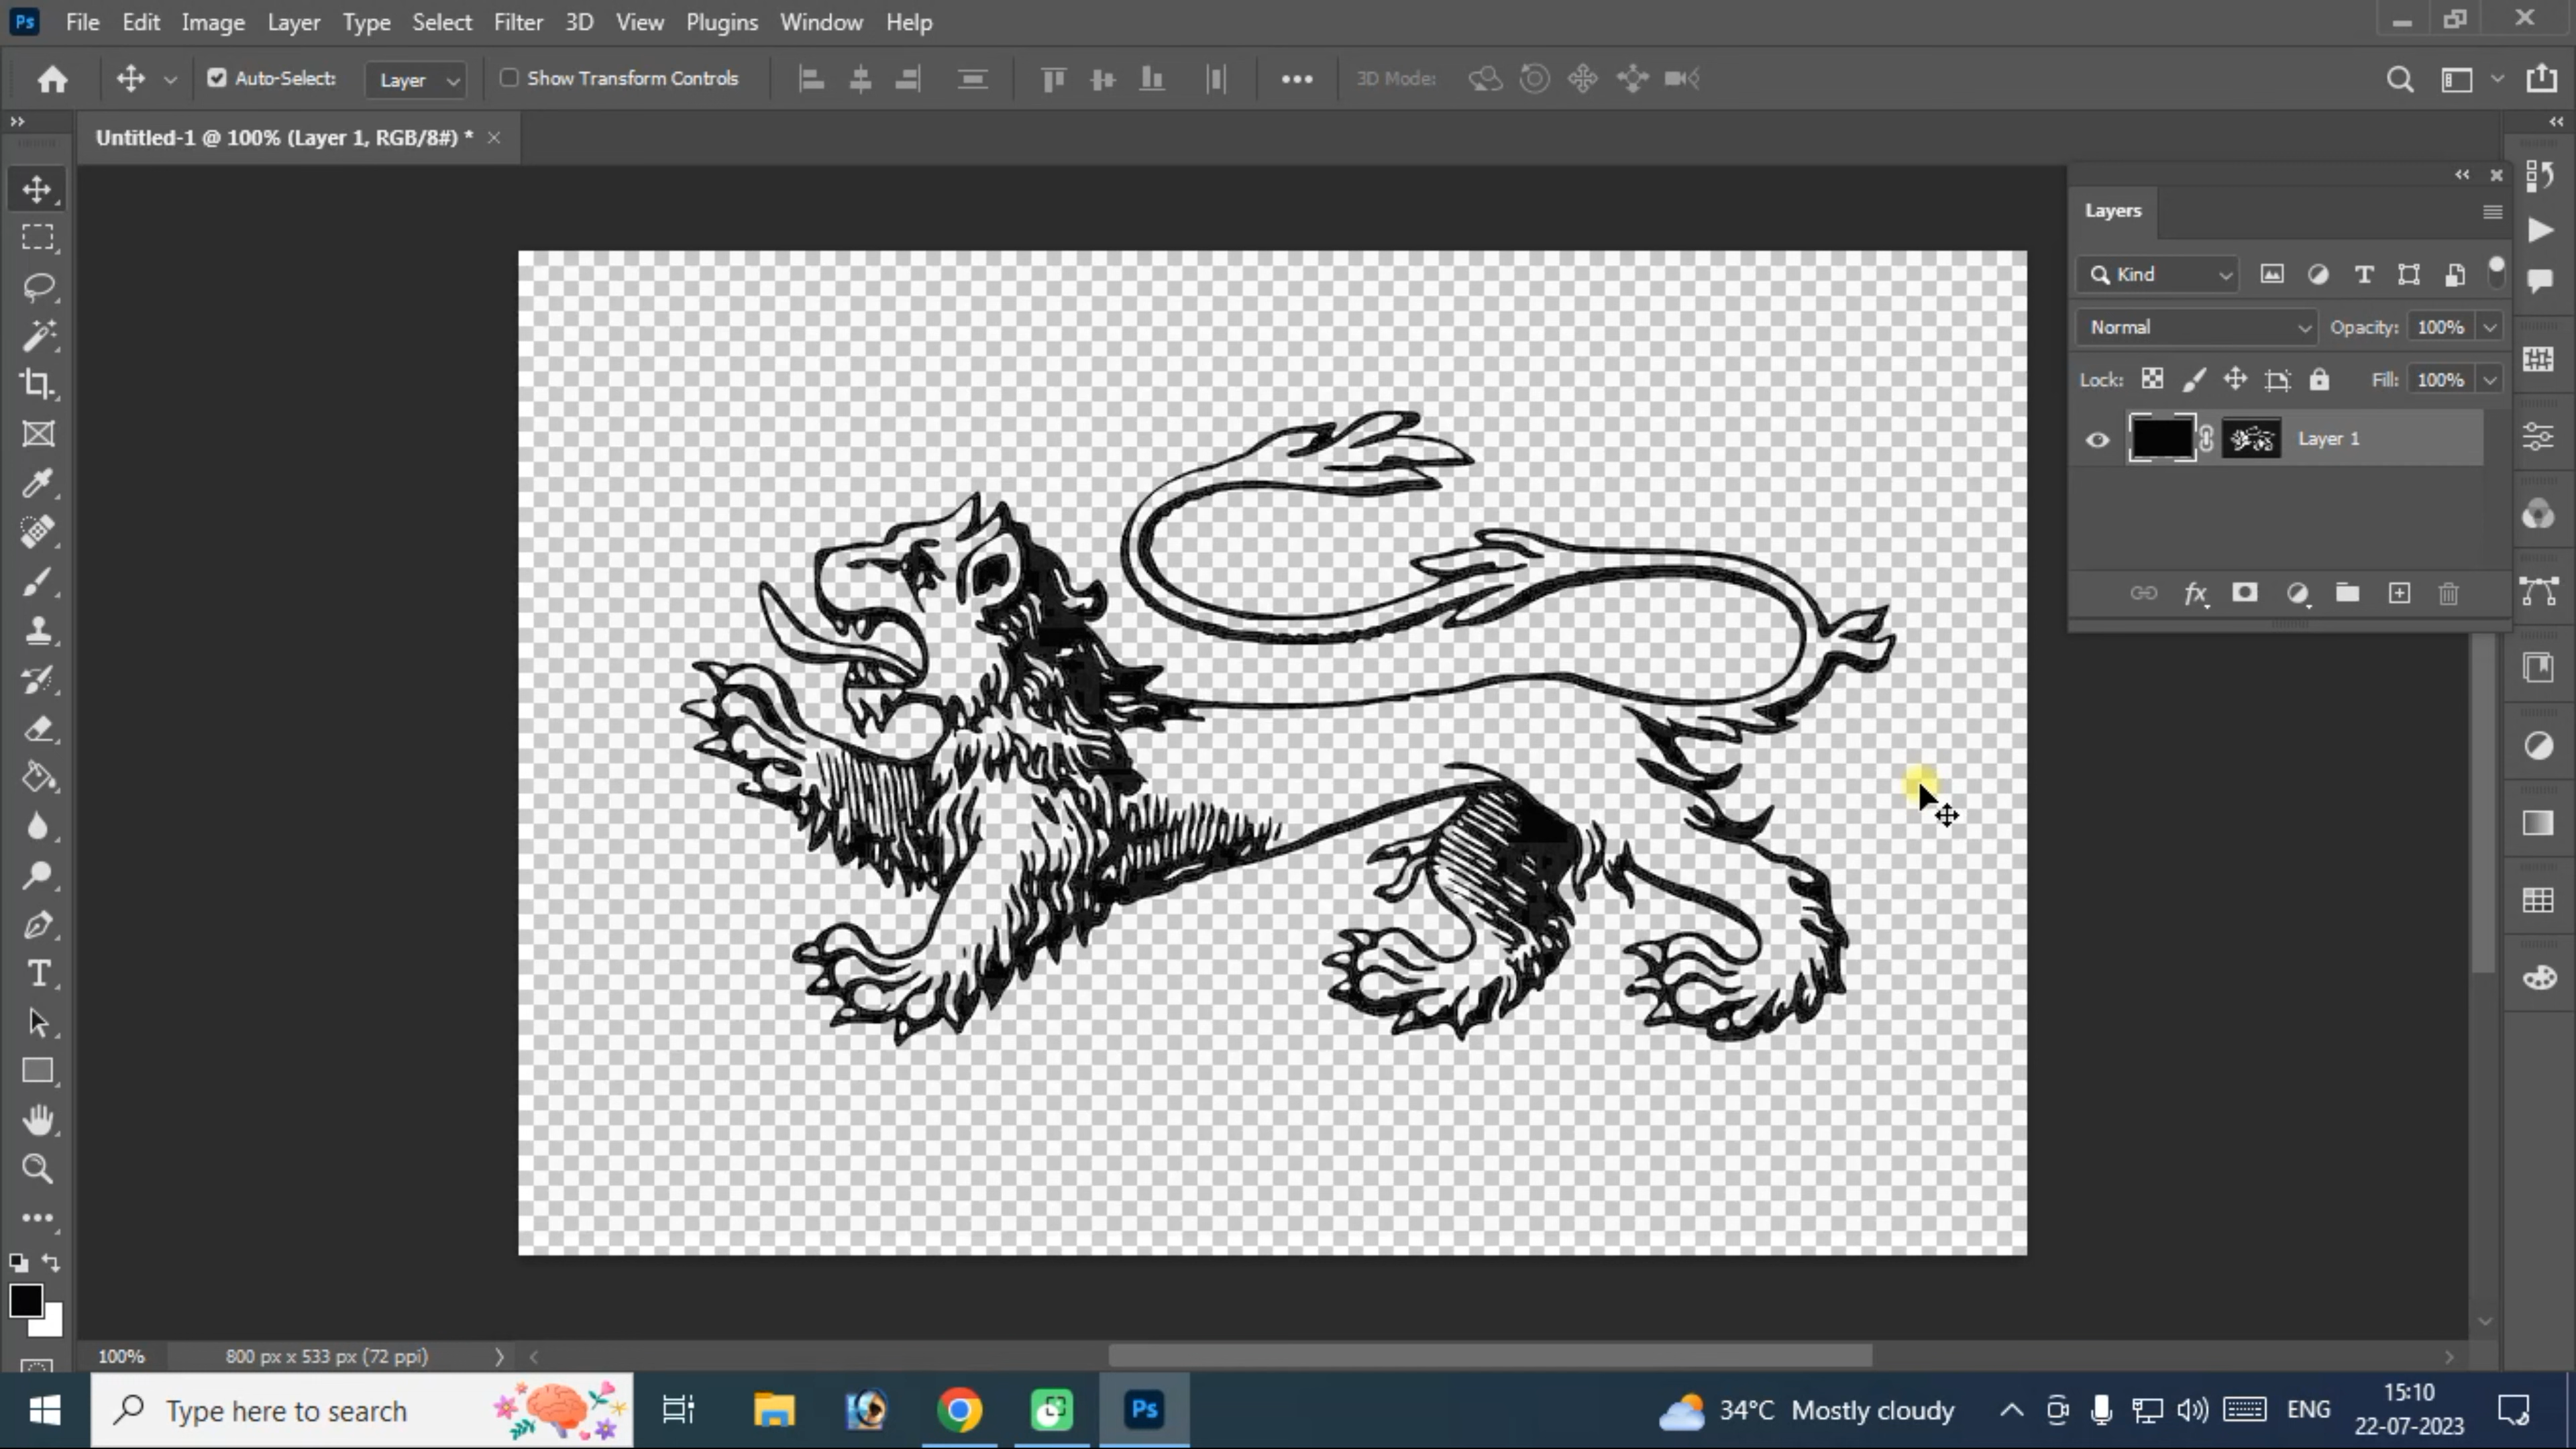 Ps File Edit Image Layer Type Select Filter 3D View Plugins Window Help
Auto-Select: Layer Show Transform Controls 3D Mode:
Untitled-1 @ 100% (Layer 1, RGB/8#) *
Layers
Kind
Normal Opacity: 100%
Lock: Fill: 100%
Layer 1
100% 800 px x 533 px (72 ppi)
Type here to search Ps 34°C Mostly cloudy ENG 15:10
22-07-2023